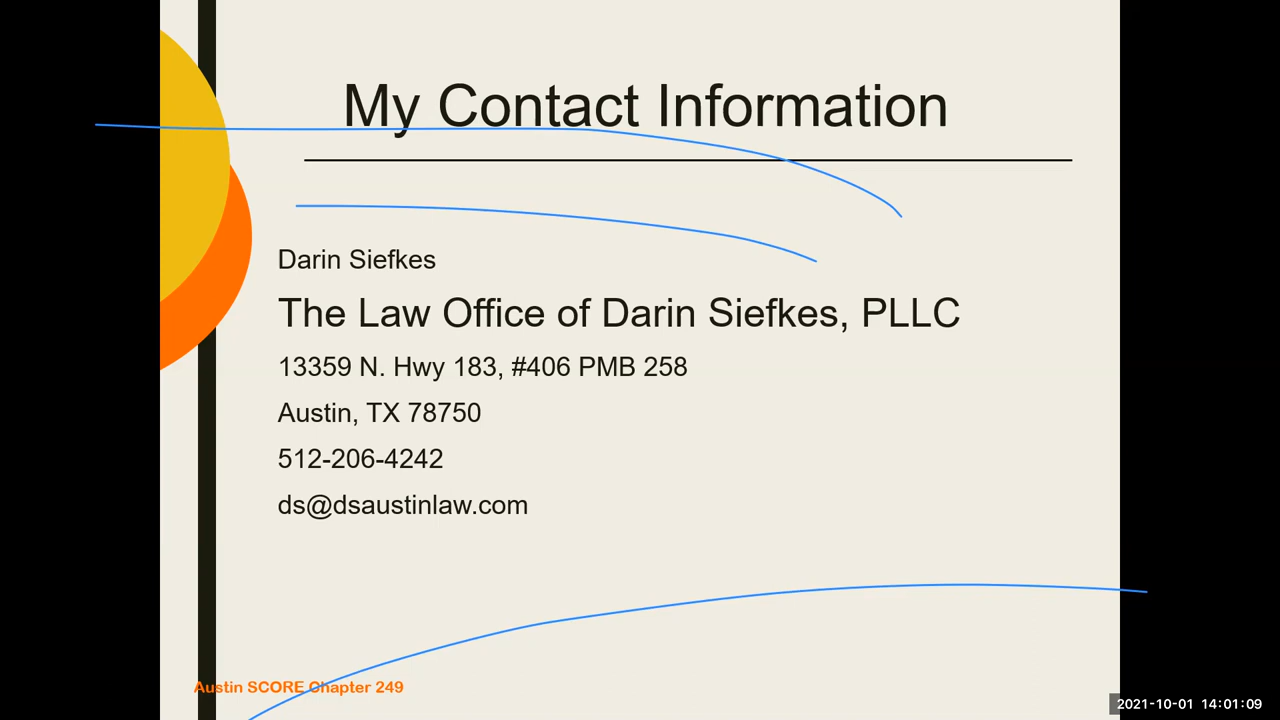 My Contact Information
Darin Siefkes
The Law Office of Darin Siefkes, PLLC
13359 N. Hwy 183, #406 PMB 258
Austin, TX 78750
512-206-4242
ds@dsaustinlaw.com
Austin SCORE Chapter 249
2021-10-01 14:01:09